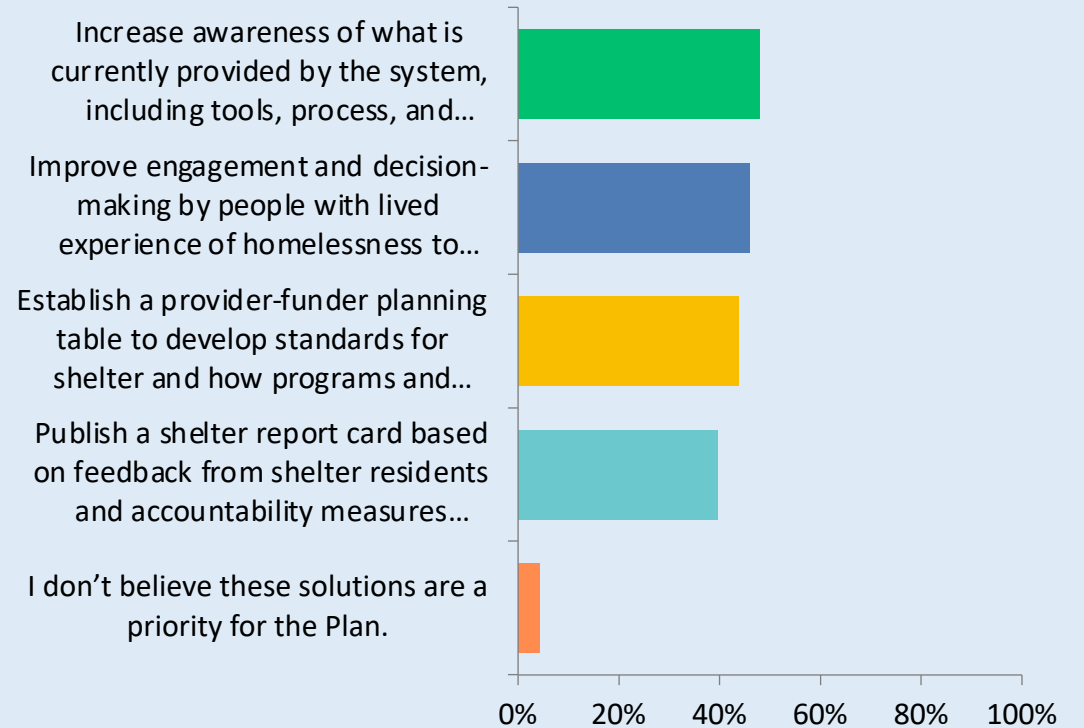 Increase awareness of what is
currently provided by the system,
including tools, process, and…
Improve engagement and decision-
making by people with lived
experience of homelessness to…
Establish a provider-funder planning
table to develop standards for
shelter and how programs and…
Publish a shelter report card based
on feedback from shelter residents
and accountability measures…
I don’t believe these solutions are a
priority for the Plan.
0% 20% 40% 60% 80% 100%